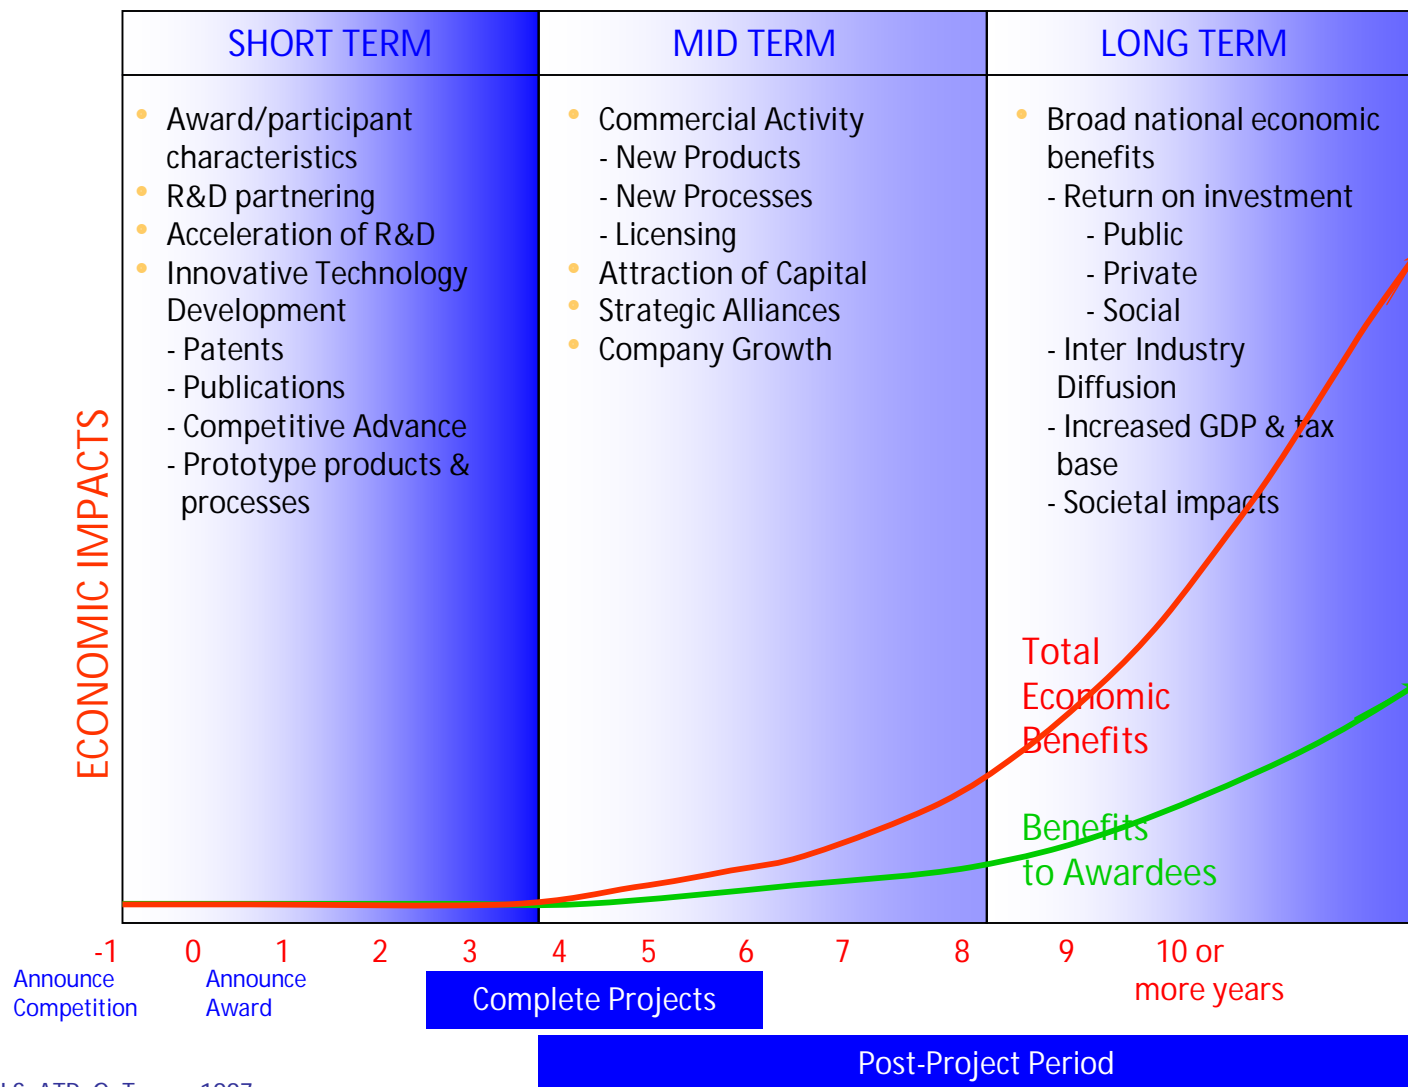 SHORT TERM
MID TERM
LONG TERM
Award/participant
characteristics
R&D partnering
Acceleration of R&D
Innovative Technology
Development
- Patents
- Publications
- Competitive Advance
- Prototype products &
processes
Commercial Activity
- New Products
- New Processes
- Licensing
Attraction of Capital
Strategic Alliances
Company Growth
Broad national economic
benefits
- Return on investment
- Public
- Private
- Social
- Inter Industry
Diffusion
- Increased GDP & tax
base
- Societal impacts
ECONOMIC IMPACTS
Total
Economic
Benefits
Benefits
to Awardees
-1 0 1 2 3 4 5 6 7 8 9 10 or
more years
Announce
Competition
Announce
Award
Complete Projects
Post-Project Period